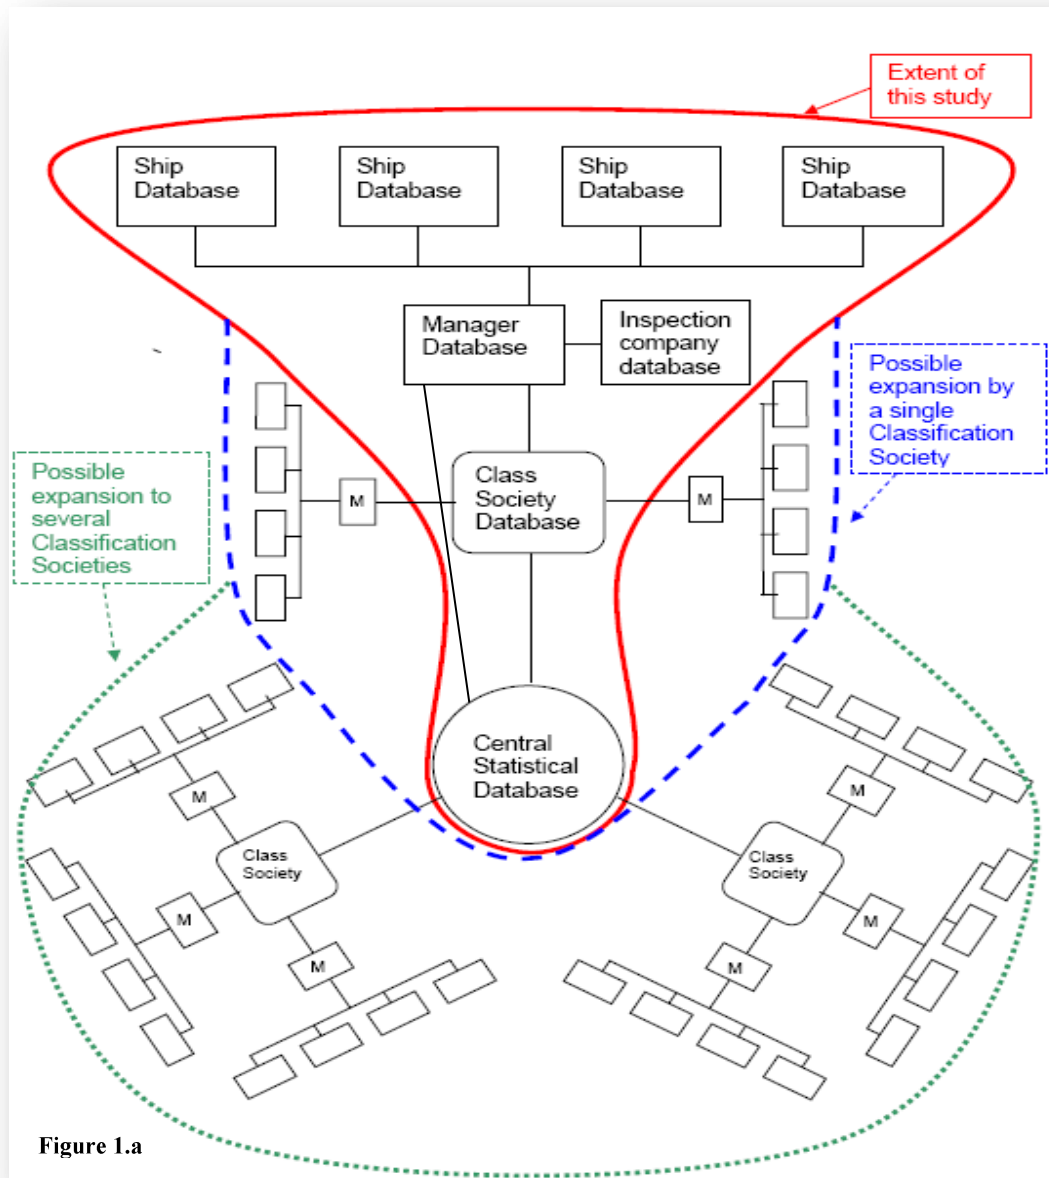 Extent of
this study
Ship
Database
Ship
Database
Ship
Database
Ship
Database
Manager
Database
Inspection
company
database
Possible
expansion by
a single
Classification
Society
Possible
expansion to
several
Classification
Societies
M
Class
Society
Database
M
Central
Statistical
Database
M
M
Class
Society
Class
Society
M
M
M
M
Figure 1.a